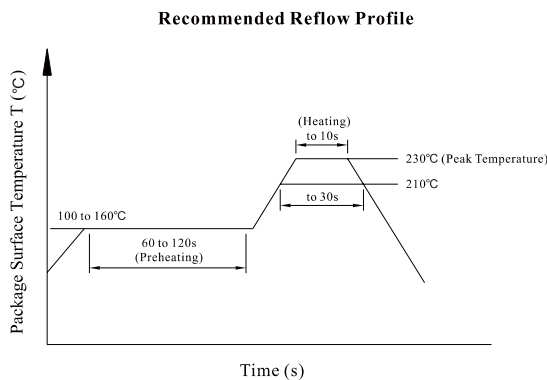 Recommended Reflow Profile
Package Surface Temperature T (℃)
(Heating)
to 10s
230℃ (Peak Temperature)
210℃
to 30s
100 to 160℃
60 to 120s
(Preheating)
Time (s)